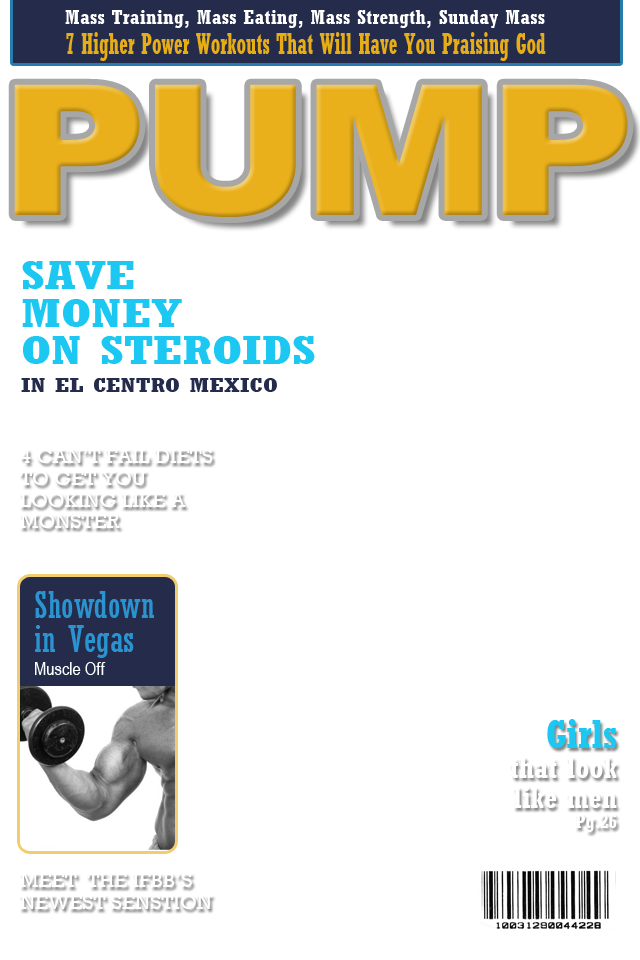 Mass Training, Mass Eating, Mass Strength, Sunday Mass
7 Higher Power Workouts That Will Have You Praising God
PUMP
SAVE
MONEY
ON STEROIDS
IN EL CENTRO MEXICO
4 CAN'T FAIL DIETS
TO GET YOU
LOOKING LIKE A
MONSTER
Showdown
in Vegas
Muscle Off
Girls
that look
like men
Pg.26
MEET THE IFBB'S
NEWEST SENSTION
10031290044228